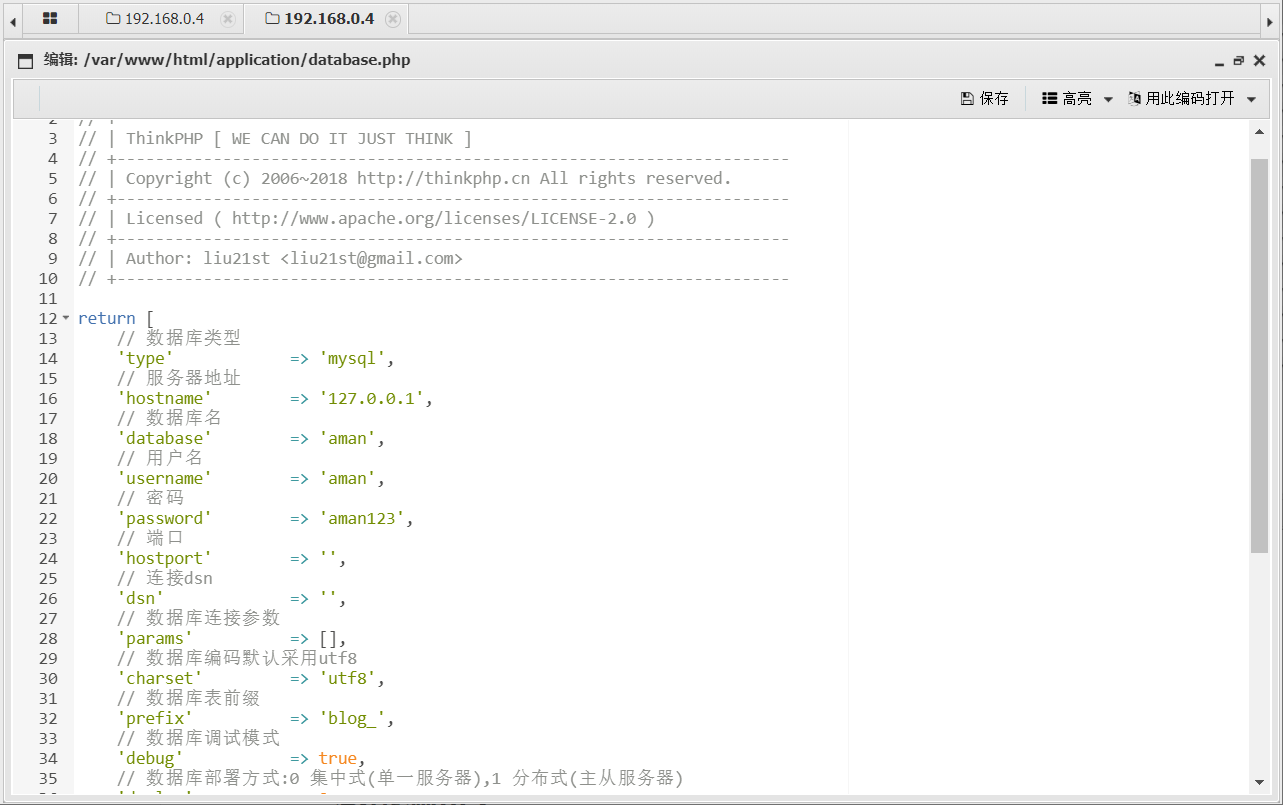 192.168.0.4
192.168.0.4
编辑: /var/www/html/application/database.php
保存 高亮 用此编码打开
2 // +
3 // | ThinkPHP [ WE CAN DO IT JUST THINK ]
4 // +----------------------------------------------------------------------
5 // | Copyright (c) 2006~2018 http://thinkphp.cn All rights reserved.
6 // +----------------------------------------------------------------------
7 // | Licensed ( http://www.apache.org/licenses/LICENSE-2.0 )
8 // +----------------------------------------------------------------------
9 // | Author: liu21st <liu21st@gmail.com>
10 // +----------------------------------------------------------------------
11
12 return [
13 // 数据库类型
14 'type' => 'mysql',
15 // 服务器地址
16 'hostname' => '127.0.0.1',
17 // 数据库名
18 'database' => 'aman',
19 // 用户名
20 'username' => 'aman',
21 // 密码
22 'password' => 'aman123',
23 // 端口
24 'hostport' => '',
25 // 连接dsn
26 'dsn' => '',
27 // 数据库连接参数
28 'params' => [],
29 // 数据库编码默认采用utf8
30 'charset' => 'utf8',
31 // 数据库表前缀
32 'prefix' => 'blog_',
33 // 数据库调试模式
34 'debug' => true,
35 // 数据库部署方式:0 集中式(单一服务器),1 分布式(主从服务器)